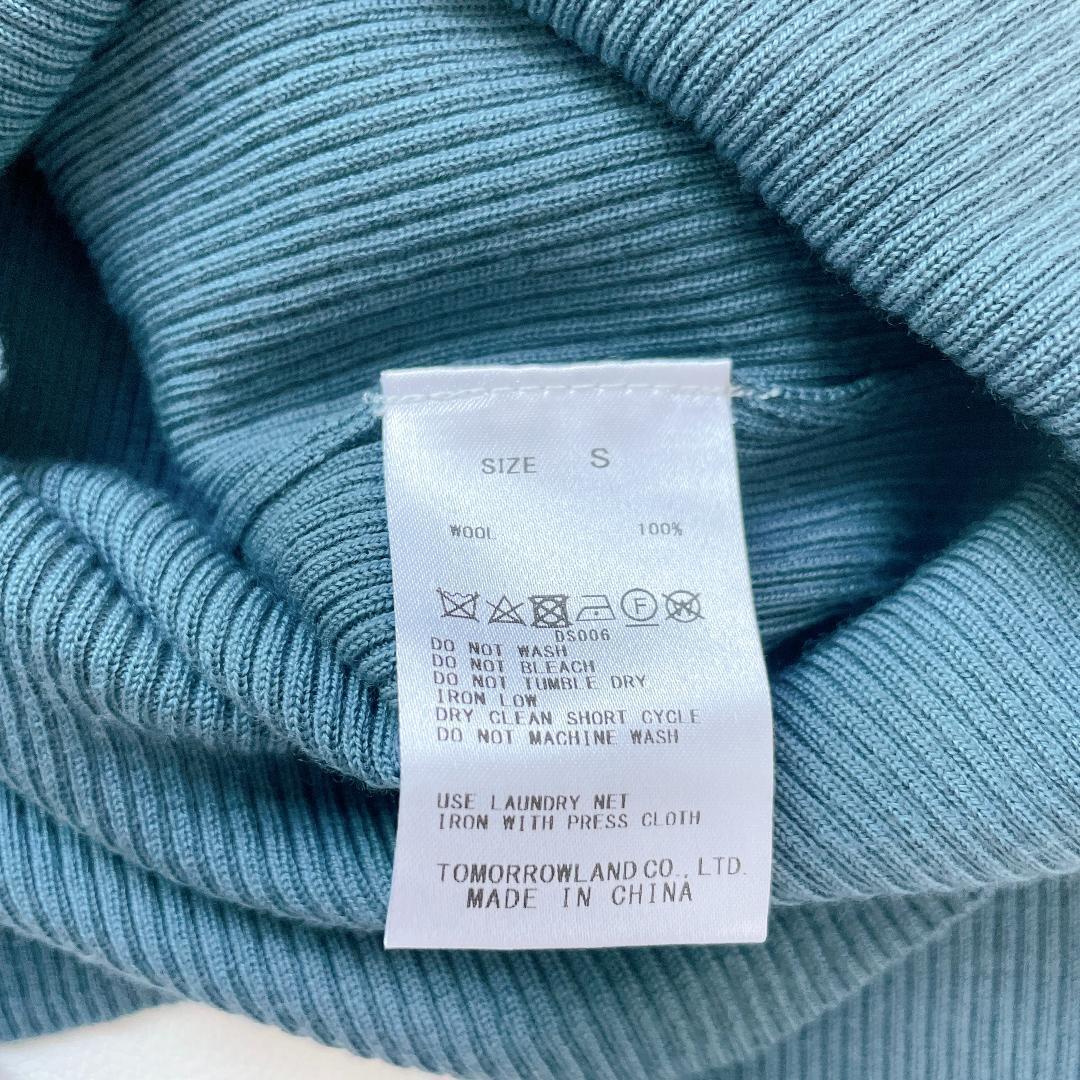 SIZE S
WOOL 100%
F W
DS006
DO NOT WASH
DO NOT BLEACH
DO NOT TUMBLE DRY
IRON LOW
DRY CLEAN SHORT CYCLE
DO NOT MACHINE WASH
USE LAUNDRY NET
IRON WITH PRESS CLOTH
TOMORROWLAND CO., LTD.
MADE IN CHINA